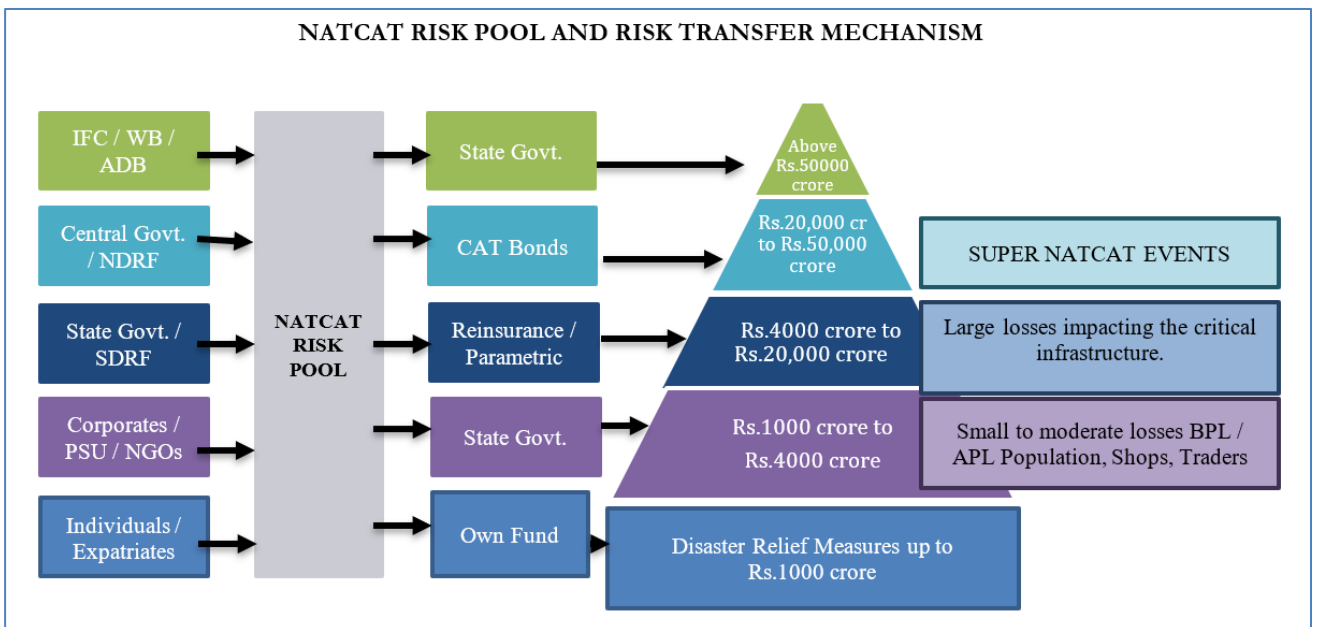 NATCAT RISK POOL AND RISK TRANSFER MECHANISM
IFC / WB /
ADB
State Govt.
Above
Rs.50000
crore
Central Govt.
/ NDRF
CAT Bonds
Rs.20,000 cr
to Rs.50,000
crore
SUPER NATCAT EVENTS
State Govt. /
SDRF
NATCAT
RISK
POOL
Reinsurance /
Parametric
Rs.4000 crore to
Rs.20,000 crore
Large losses impacting the critical
infrastructure.
Corporates /
PSU / NGOs
State Govt.
Rs.1000 crore to
Rs.4000 crore
Small to moderate losses BPL /
APL Population, Shops, Traders
Individuals /
Expatriates
Own Fund
Disaster Relief Measures up to
Rs.1000 crore